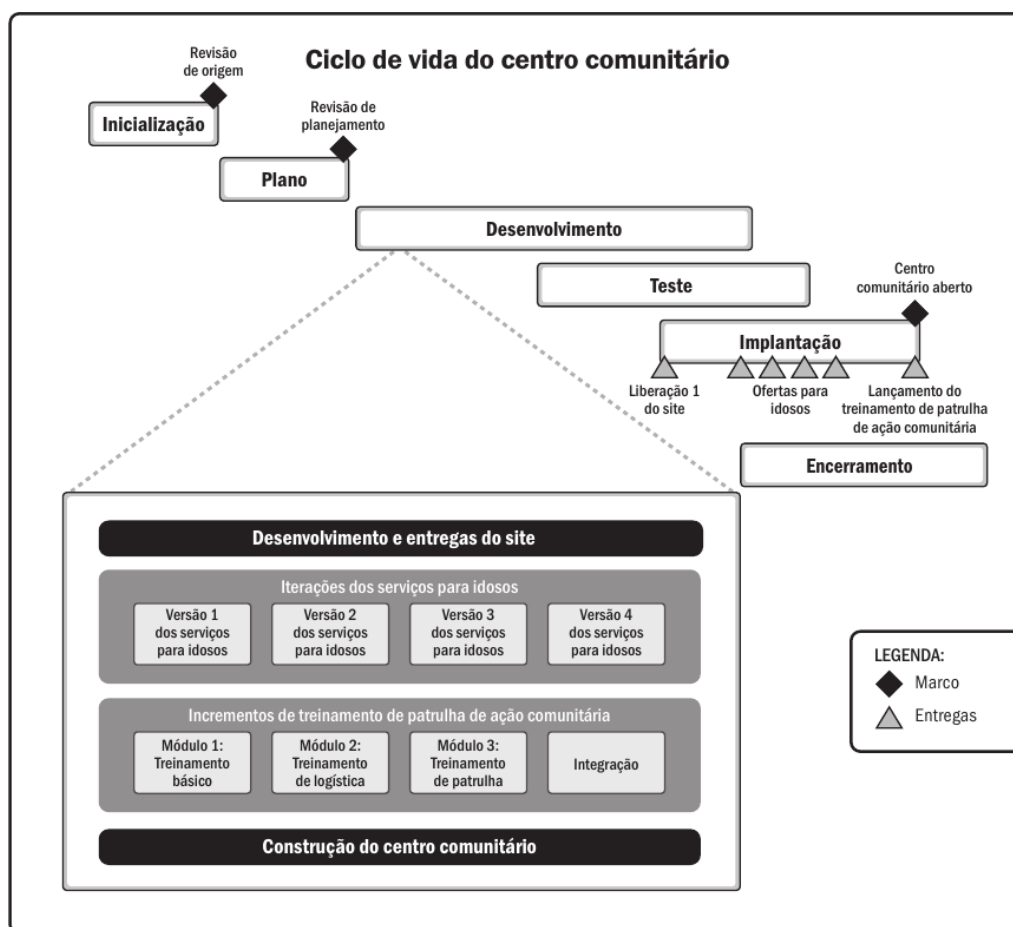 Ciclo de vida do centro comunitário
Revisão
de origem
Inicialização
Revisão de
planejamento
Plano
Desenvolvimento
Teste
Centro
comunitário aberto
Implantação
Liberação 1
do site
Ofertas para
idosos
Lançamento do
treinamento de patrulha
de ação comunitária
Encerramento
Desenvolvimento e entregas do site
Iterações dos serviços para idosos
Versão 1
dos serviços
para idosos
Versão 2
dos serviços
para idosos
Versão 3
dos serviços
para idosos
Versão 4
dos serviços
para idosos
Incrementos de treinamento de patrulha de ação comunitária
Módulo 1:
Treinamento
básico
Módulo 2:
Treinamento
de logística
Módulo 3:
Treinamento
de patrulha
Integração
Construção do centro comunitário
LEGENDA:
Marco
Entregas